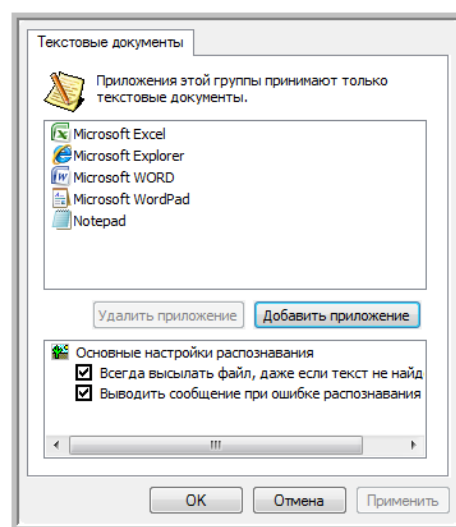 Текстовые документы
Приложения этой группы принимают только
текстовые документы.
Microsoft Excel
Microsoft Explorer
Microsoft WORD
Microsoft WordPad
Notepad
Удалить приложение Добавить приложение
Основные настройки распознавания
Всегда высылать файл, даже если текст не найд
Выводить сообщение при ошибке распознавания
OK Отмена Применить